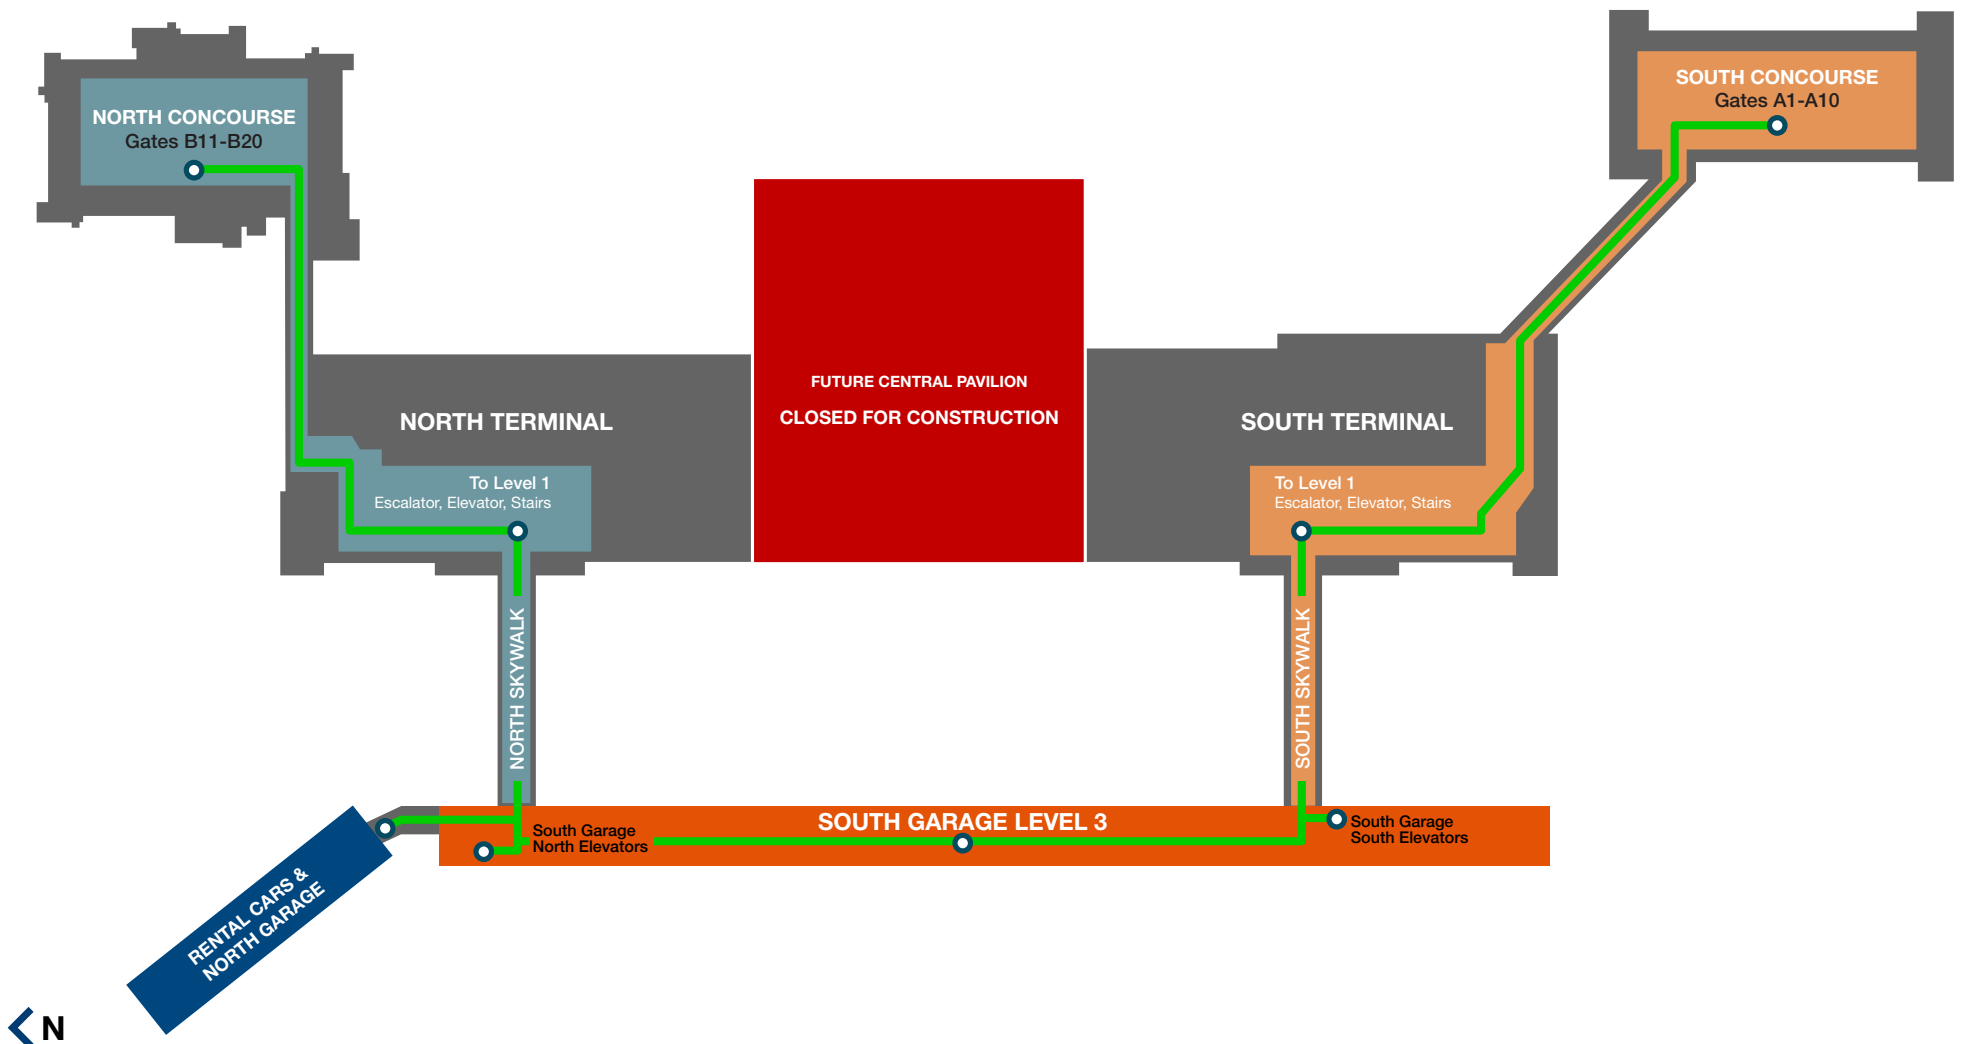 NORTH CONCOURSE
Gates B11-B20
SOUTH CONCOURSE
Gates A1-A10
FUTURE CENTRAL PAVILION
CLOSED FOR CONSTRUCTION
NORTH TERMINAL
SOUTH TERMINAL
To Level 1
Escalator, Elevator, Stairs
To Level 1
Escalator, Elevator, Stairs
NORTH SKYWALK
SOUTH SKYWALK
SOUTH GARAGE LEVEL 3
South Garage
North Elevators
South Garage
South Elevators
RENTAL CARS &
NORTH GARAGE
N